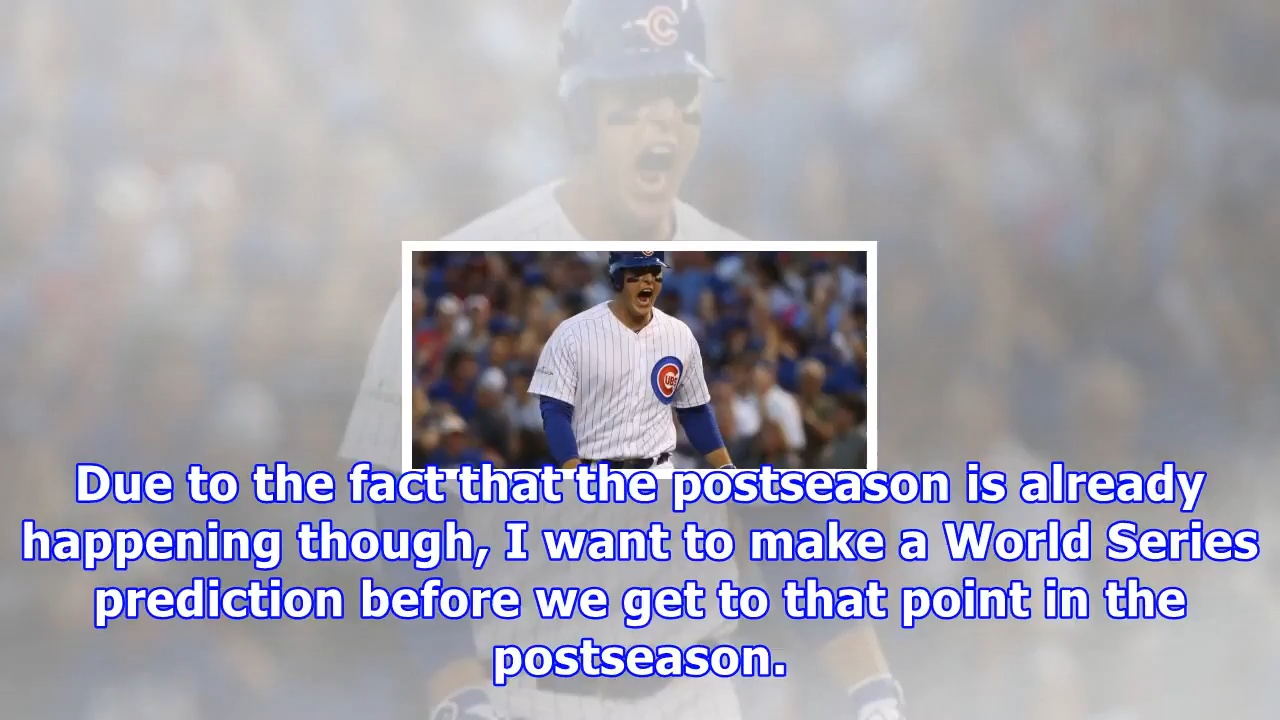 C
CUBS
Due to the fact that the postseason is already
happening though, I want to make a World Series
prediction before we get to that point in the
postseason.